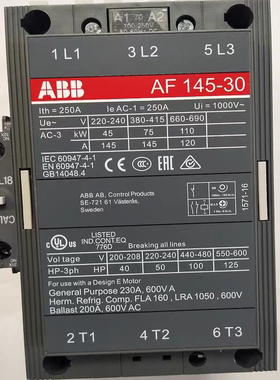 A1 A2
1 L1 3 L2 5 L3
ABB AF 145-30
Ith = 250A Ie AC-1 = 250A Ui = 1000V~
Ue~ V 220-240 380-415 660-690
AC-3 kW 45 75 110
A 145 145 120
IEC 60947-4-1
EN 60947-4-1
GB14048.4
ABB AB, Control Products
SE-721 61 Västerås,
Sweden
1571-16
LISTED
IND.CONT.EQ
776D
Breaking all lines
Voltage V 200-208 220-240 440-480 550-600
HP-3ph HP 40 50 100 125
For use with a Design E Motor
General Purpose 230A, 600V A
Herm. Refrig. Comp. FLA 160 , LRA 1050 , 600V
Ballast 200A, 600V AC
2 T1 4 T2 6 T3